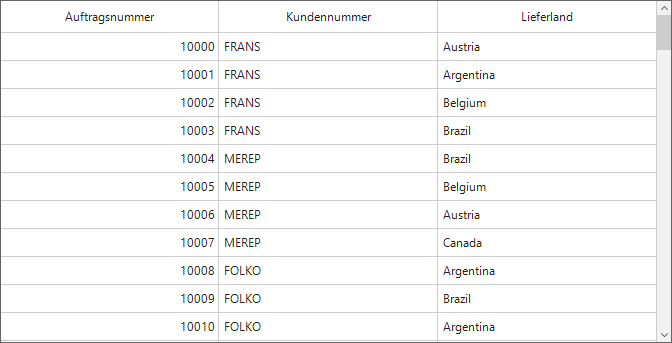 Auftragsnummer Kundennummer Lieferland
10000 FRANS Austria
10001 FRANS Argentina
10002 FRANS Belgium
10003 FRANS Brazil
10004 MEREP Brazil
10005 MEREP Belgium
10006 MEREP Austria
10007 MEREP Canada
10008 FOLKO Argentina
10009 FOLKO Brazil
10010 FOLKO Argentina